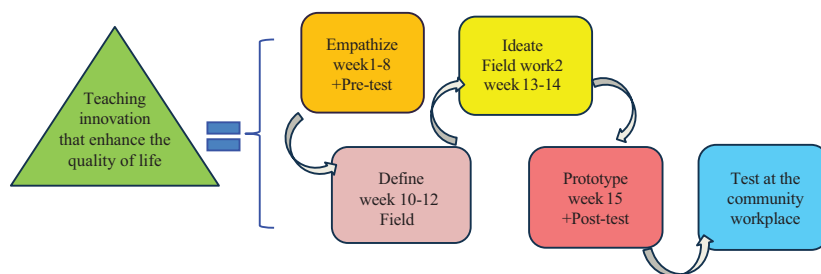 Teaching
innovation
that enhance the
quality of life
Empathize
week1-8
+Pre-test
Define
week 10-12
Field
Ideate
Field work2
week 13-14
Prototype
week 15
+Post-test
Test at the
community
workplace